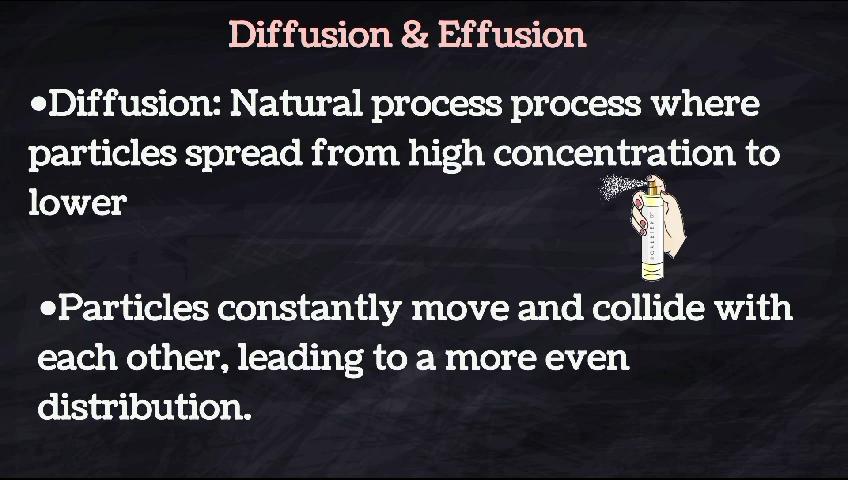 Diffusion & Effusion
•Diffusion: Natural process process where
particles spread from high concentration to
lower
•Particles constantly move and collide with
each other, leading to a more even
distribution.